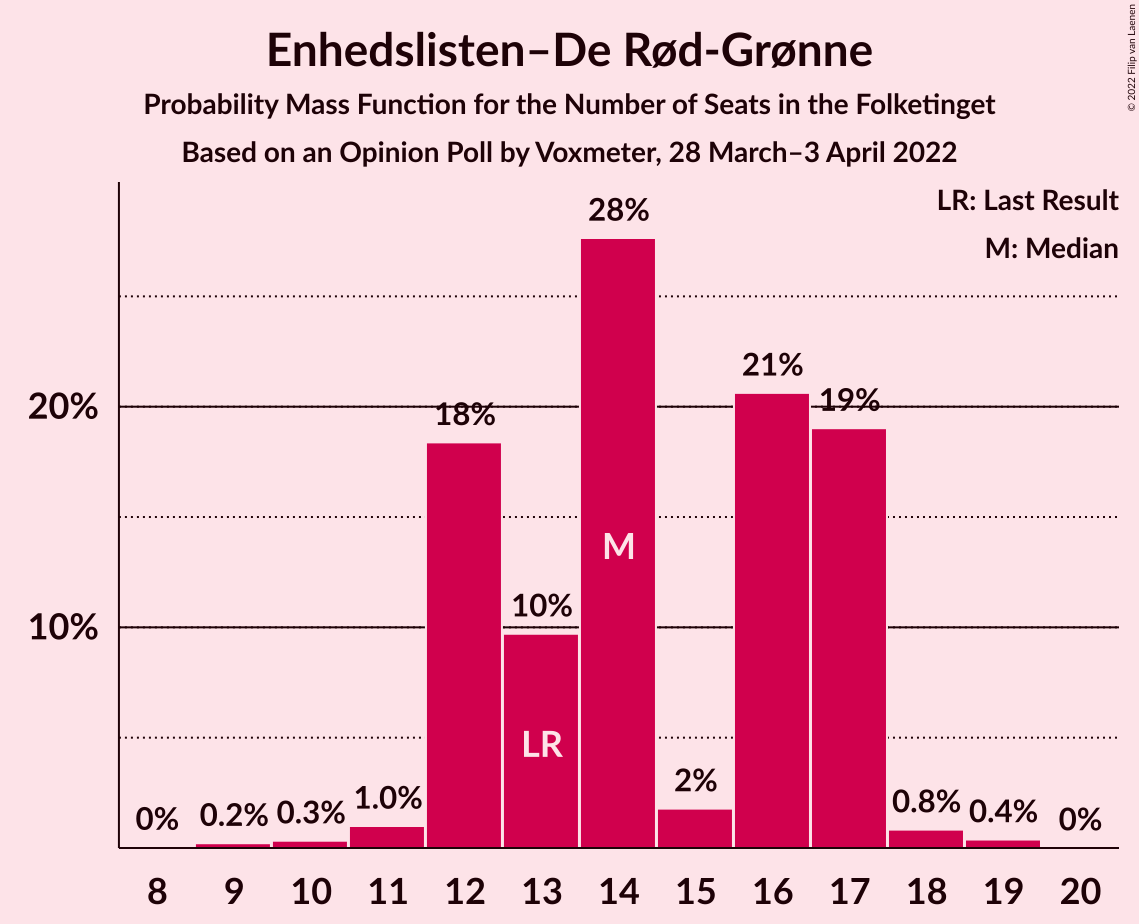 Enhedslisten–De Rød-Grønne
Probability Mass Function for the Number of Seats in the Folketinget
Based on an Opinion Poll by Voxmeter, 28 March–3 April 2022
© 2022 Filip van Laenen
LR: Last Result
M: Median
20%
10%
0%
0.2%
0.3%
1.0%
18%
10%
28%
2%
21%
19%
0.8%
0.4%
0%
LR
M
8 9 10 11 12 13 14 15 16 17 18 19 20